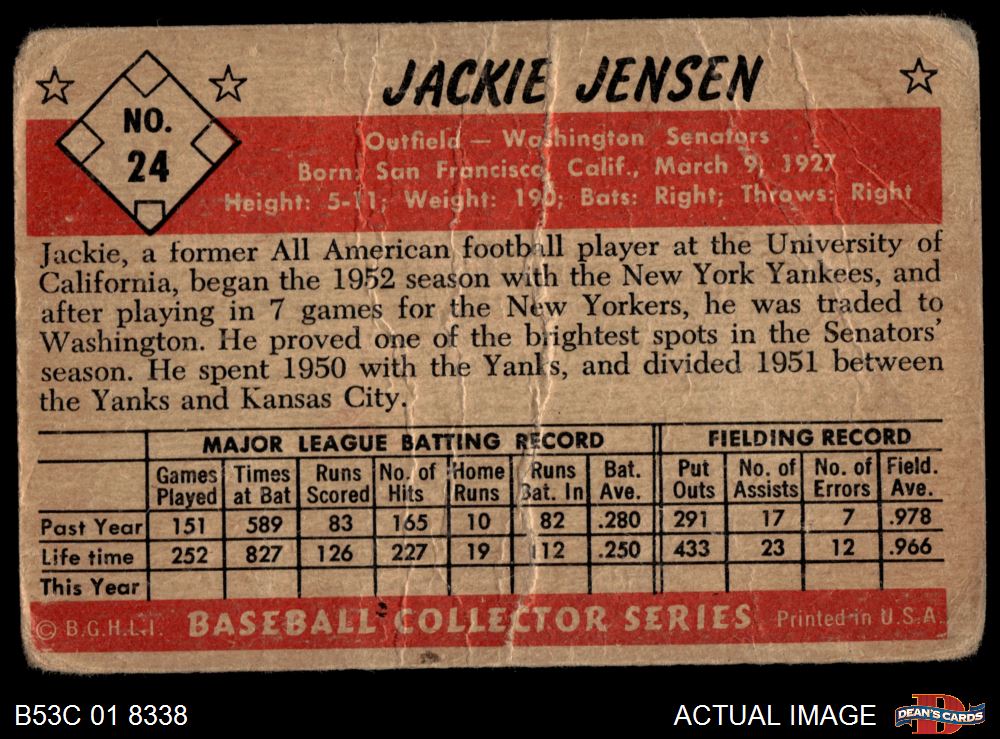 JACKIE JENSEN
NO.
24
Outfield — Washington Senators
Born: San Francisco, Calif., March 9, 1927
Height: 5-11; Weight: 190; Bats: Right; Throws: Right
Jackie, a former All American football player at the University of
California, began the 1952 season with the New York Yankees, and
after playing in 7 games for the New Yorkers, he was traded to
Washington. He proved one of the brightest spots in the Senators'
season. He spent 1950 with the Yanks, and divided 1951 between
the Yanks and Kansas City.
MAJOR LEAGUE BATTING RECORD FIELDING RECORD
Games Times Runs No. of Home Runs Bat. Put No. of No. of Field.
Played at Bat Scored Hits Runs Bat. In Ave. Outs Assists Errors Ave.
Past Year 151 589 83 165 10 82 .280 291 17 7 .978
Life time 252 827 126 227 19 112 .250 433 23 12 .966
This Year
© B.G.H.L.I. BASEBALL COLLECTOR SERIES Printed in U.S.A.
B53C 01 8338 ACTUAL IMAGE D DEAN'S CARDS